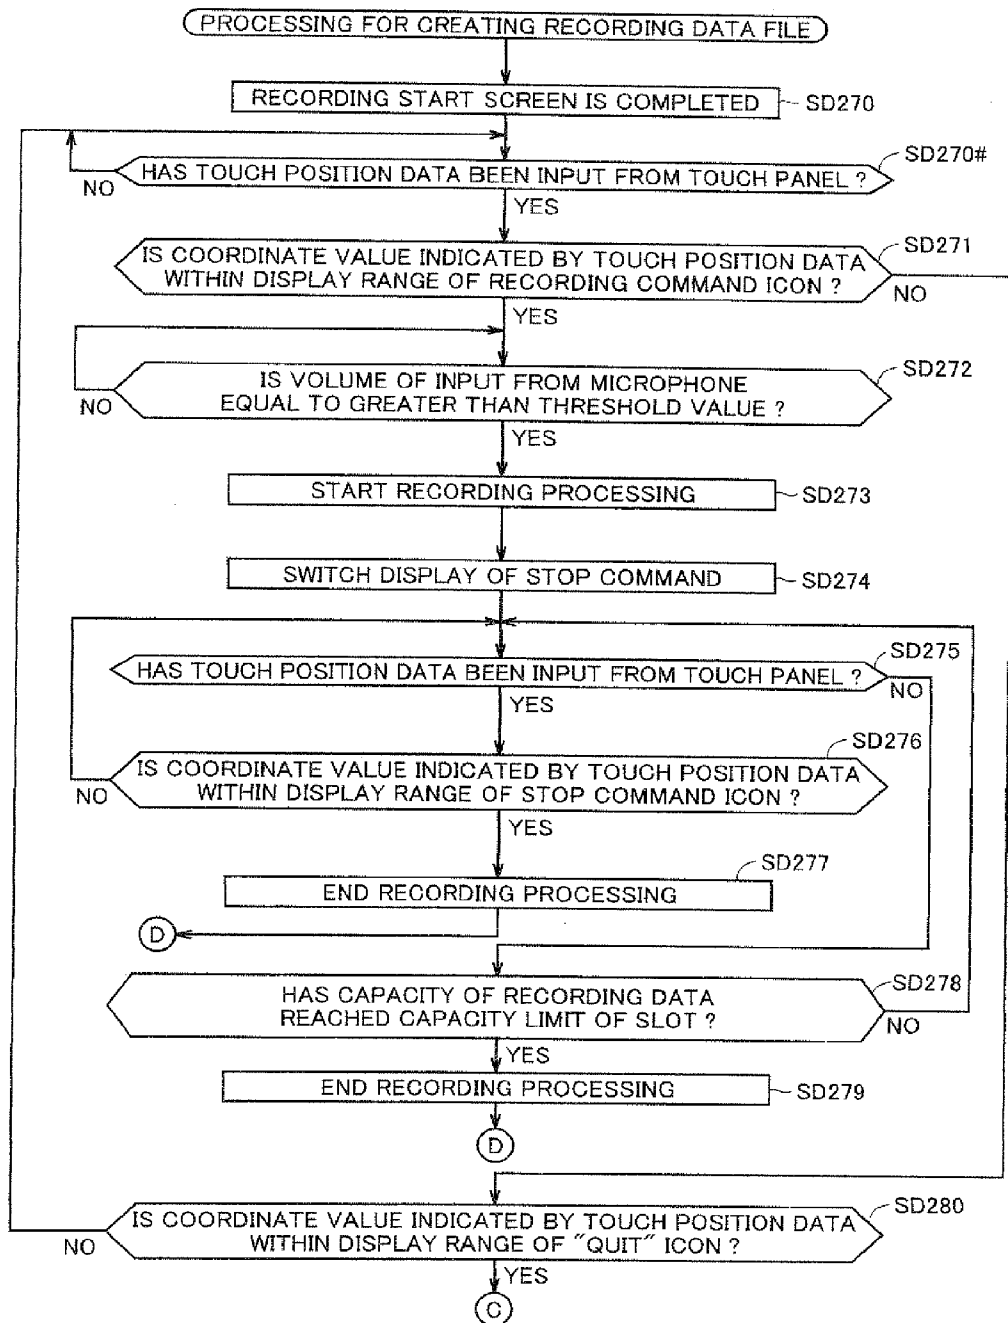 PROCESSING FOR CREATING RECORDING DATA FILE
RECORDING START SCREEN IS COMPLETED
SD270
HAS TOUCH POSITION DATA BEEN INPUT FROM TOUCH PANEL ?
SD270#
NO
YES
IS COORDINATE VALUE INDICATED BY TOUCH POSITION DATA
WITHIN DISPLAY RANGE OF RECORDING COMMAND ICON ?
SD271
NO
YES
IS VOLUME OF INPUT FROM MICROPHONE
EQUAL TO GREATER THAN THRESHOLD VALUE ?
SD272
NO
YES
START RECORDING PROCESSING
SD273
SWITCH DISPLAY OF STOP COMMAND
SD274
HAS TOUCH POSITION DATA BEEN INPUT FROM TOUCH PANEL ?
SD275
NO
YES
SD276
IS COORDINATE VALUE INDICATED BY TOUCH POSITION DATA
WITHIN DISPLAY RANGE OF STOP COMMAND ICON ?
NO
YES
SD277
END RECORDING PROCESSING
D
HAS CAPACITY OF RECORDING DATA
REACHED CAPACITY LIMIT OF SLOT ?
SD278
NO
YES
END RECORDING PROCESSING
SD279
D
IS COORDINATE VALUE INDICATED BY TOUCH POSITION DATA
WITHIN DISPLAY RANGE OF "QUIT" ICON ?
SD280
NO
YES
C